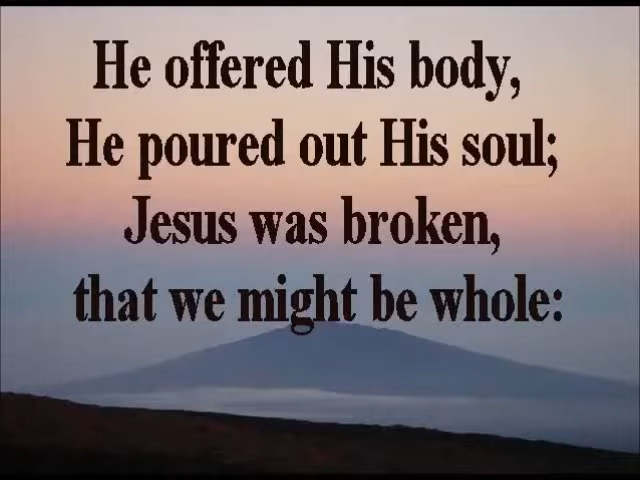 He offered His body,
He poured out His soul;
Jesus was broken,
that we might be whole: